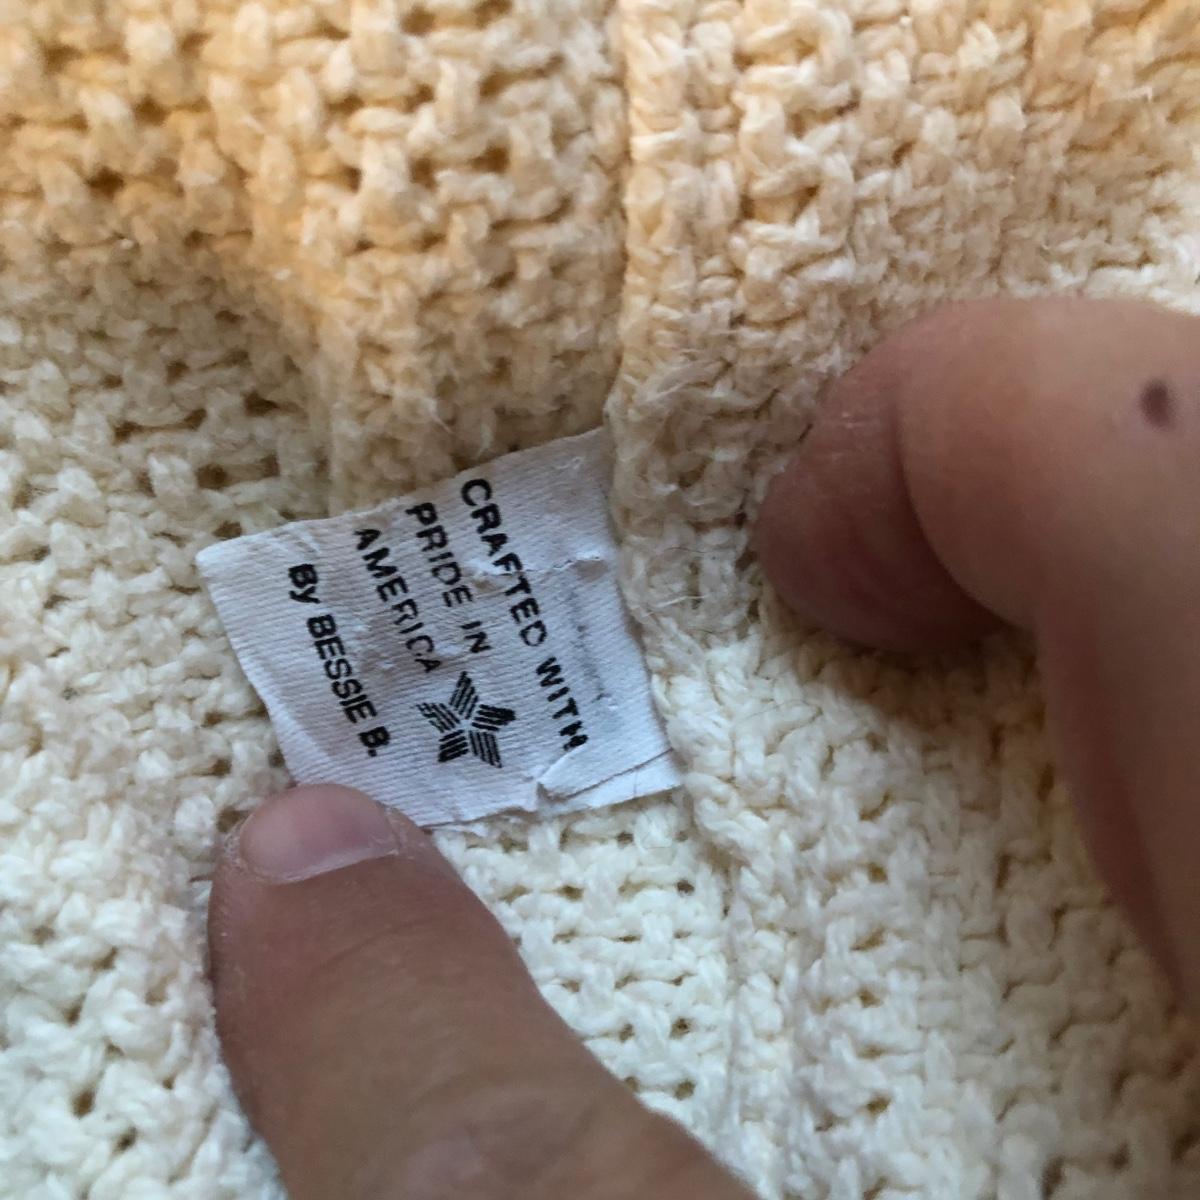 CRAFTED WITH
PRIDE IN
AMERICA
By BESSIE B.